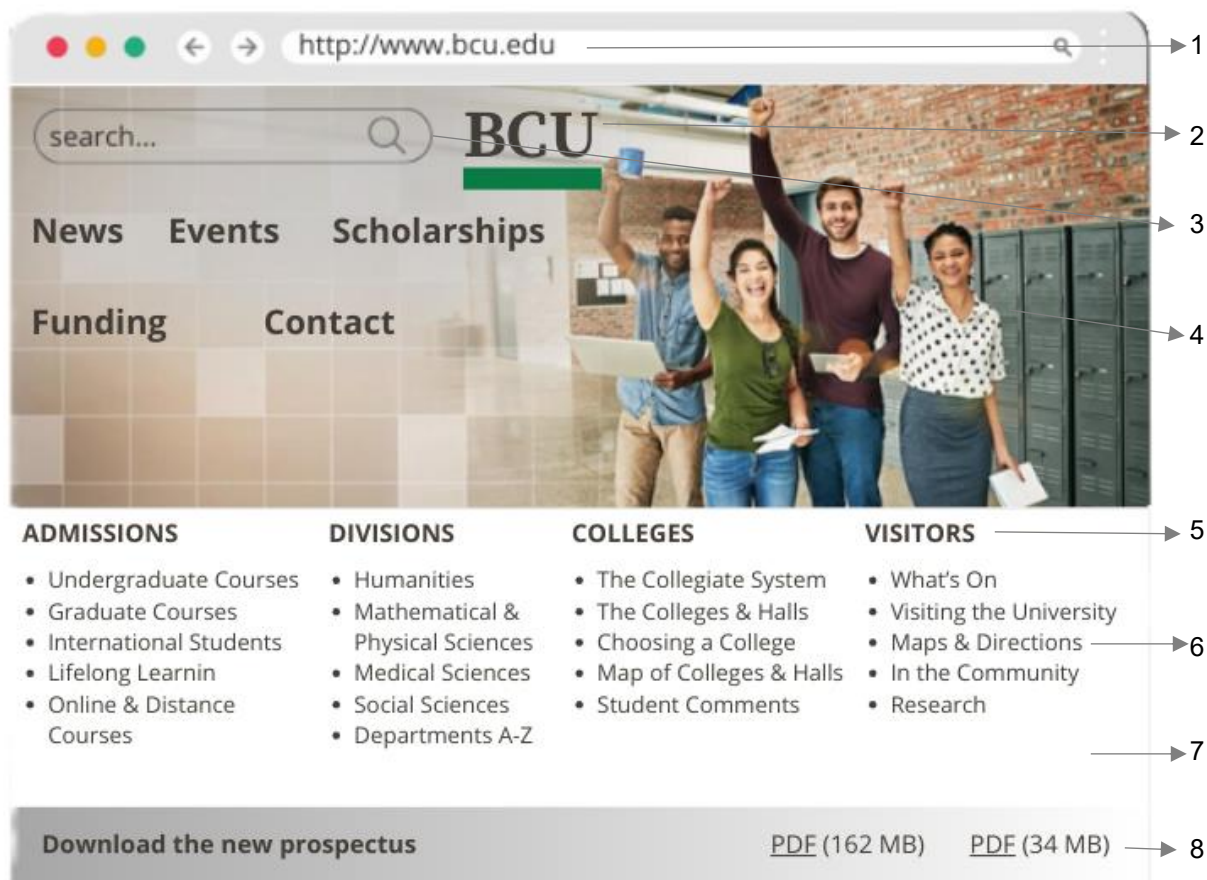 http://www.bcu.edu
1
search...
BCU
2
3
News Events Scholarships
Funding Contact
4
ADMISSIONS
DIVISIONS
COLLEGES
VISITORS
5
• Undergraduate Courses
• Graduate Courses
• International Students
• Lifelong Learnin
• Online & Distance
Courses
• Humanities
• Mathematical &
Physical Sciences
• Medical Sciences
• Social Sciences
• Departments A-Z
• The Collegiate System
• The Colleges & Halls
• Choosing a College
• Map of Colleges & Halls
• Student Comments
• What's On
• Visiting the University
• Maps & Directions
• In the Community
• Research
6
7
Download the new prospectus
PDF (162 MB) PDF (34 MB)
8